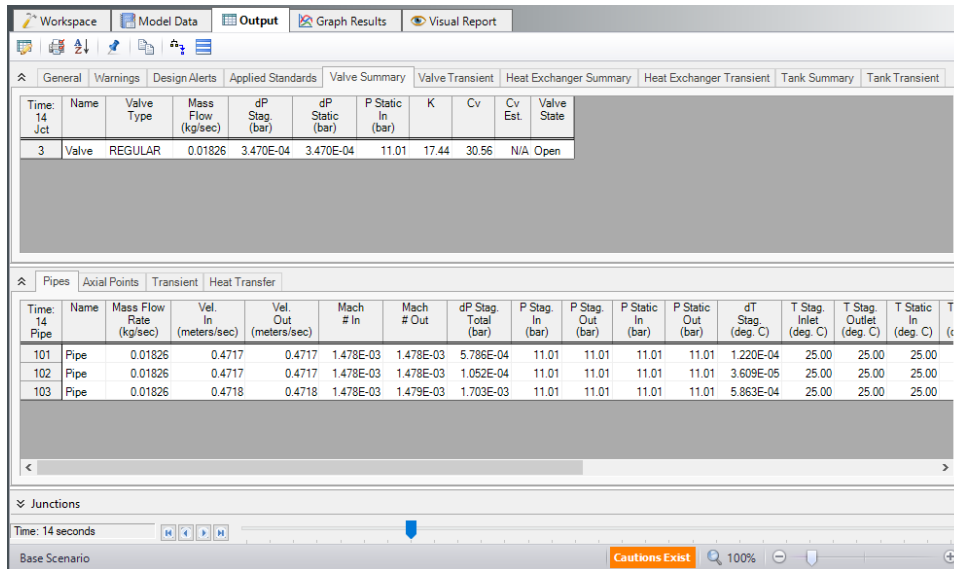 Workspace Model Data Output Graph Results Visual Report
General Warnings Design Alerts Applied Standards Valve Summary Valve Transient Heat Exchanger Summary Heat Exchanger Transient Tank Summary Tank Transient
Time: Name Valve Mass dP dP P Static K Cv Cv Valve
14 Type Flow Stag. Static In Est. State
Jct (kg/sec) (bar) (bar) (bar)
3 Valve REGULAR 0.01826 3.470E-04 3.470E-04 11.01 17.44 30.56 N/A Open
Pipes Axial Points Transient Heat Transfer
Time: Name Mass Flow Vel. Vel. Mach Mach dP Stag. P Stag. P Stag. P Static P Static dT T Stag. T Stag. T Static T
14 Rate In Out # In # Out Total In Out In Out Stag. Inlet Outlet In
Pipe (kg/sec) (meters/sec) (meters/sec) (bar) (bar) (bar) (bar) (bar) (deg. C) (deg. C) (deg. C) (deg. C)
101 Pipe 0.01826 0.4717 0.4717 1.478E-03 1.478E-03 5.786E-04 11.01 11.01 11.01 11.01 1.220E-04 25.00 25.00 25.00
102 Pipe 0.01826 0.4717 0.4717 1.478E-03 1.478E-03 1.052E-04 11.01 11.01 11.01 11.01 3.609E-05 25.00 25.00 25.00
103 Pipe 0.01826 0.4718 0.4718 1.478E-03 1.479E-03 1.703E-03 11.01 11.01 11.01 11.01 5.863E-04 25.00 25.00 25.00
Junctions
Time: 14 seconds
Base Scenario Cautions Exist 100%